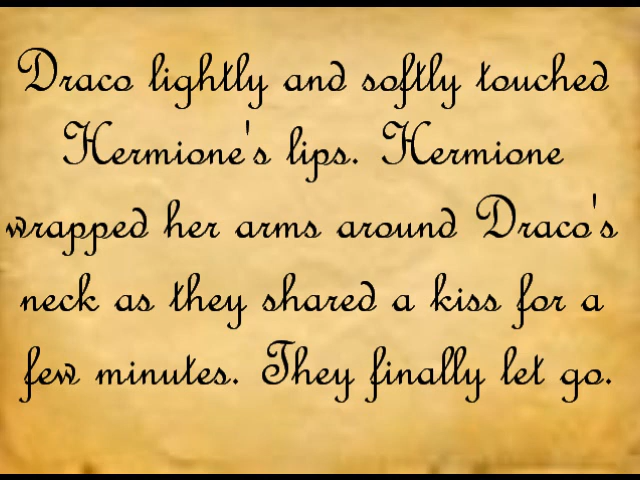 Draco lightly and softly touched
Hermione's lips. Hermione
wrapped her arms around Draco's
neck as they shared a kiss for a
few minutes. They finally let go.